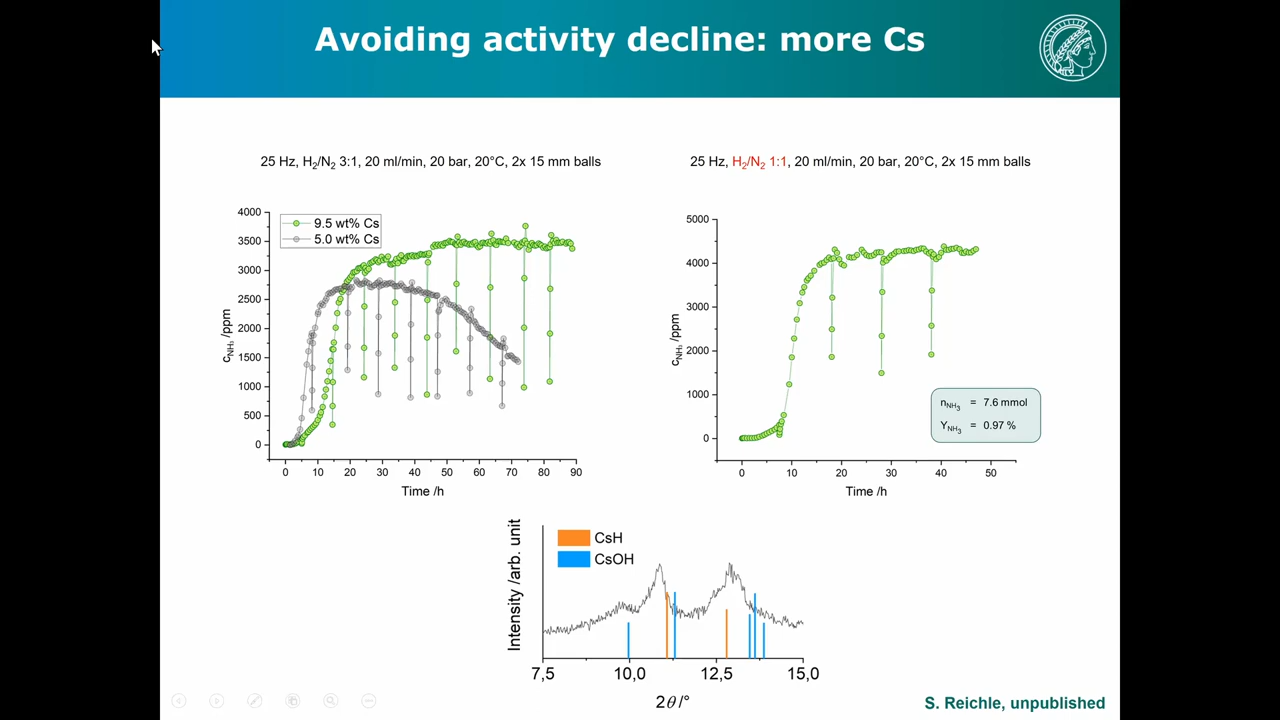 Avoiding activity decline: more Cs
25 Hz, H₂/N₂ 3:1, 20 ml/min, 20 bar, 20°C, 2x 15 mm balls
4000
3500
3000
2500
2000
1500
1000
500
0
c_NH₃ /ppm
9.5 wt% Cs
5.0 wt% Cs
0 10 20 30 40 50 60 70 80 90
Time /h
25 Hz, H₂/N₂ 1:1, 20 ml/min, 20 bar, 20°C, 2x 15 mm balls
5000
4000
3000
2000
1000
0
c_NH₃ /ppm
n_NH₃ = 7.6 mmol
Y_NH₃ = 0.97 %
0 10 20 30 40 50
Time /h
Intensity /arb. unit
CsH
CsOH
7,5 10,0 12,5 15,0
2θ /°
S. Reichle, unpublished